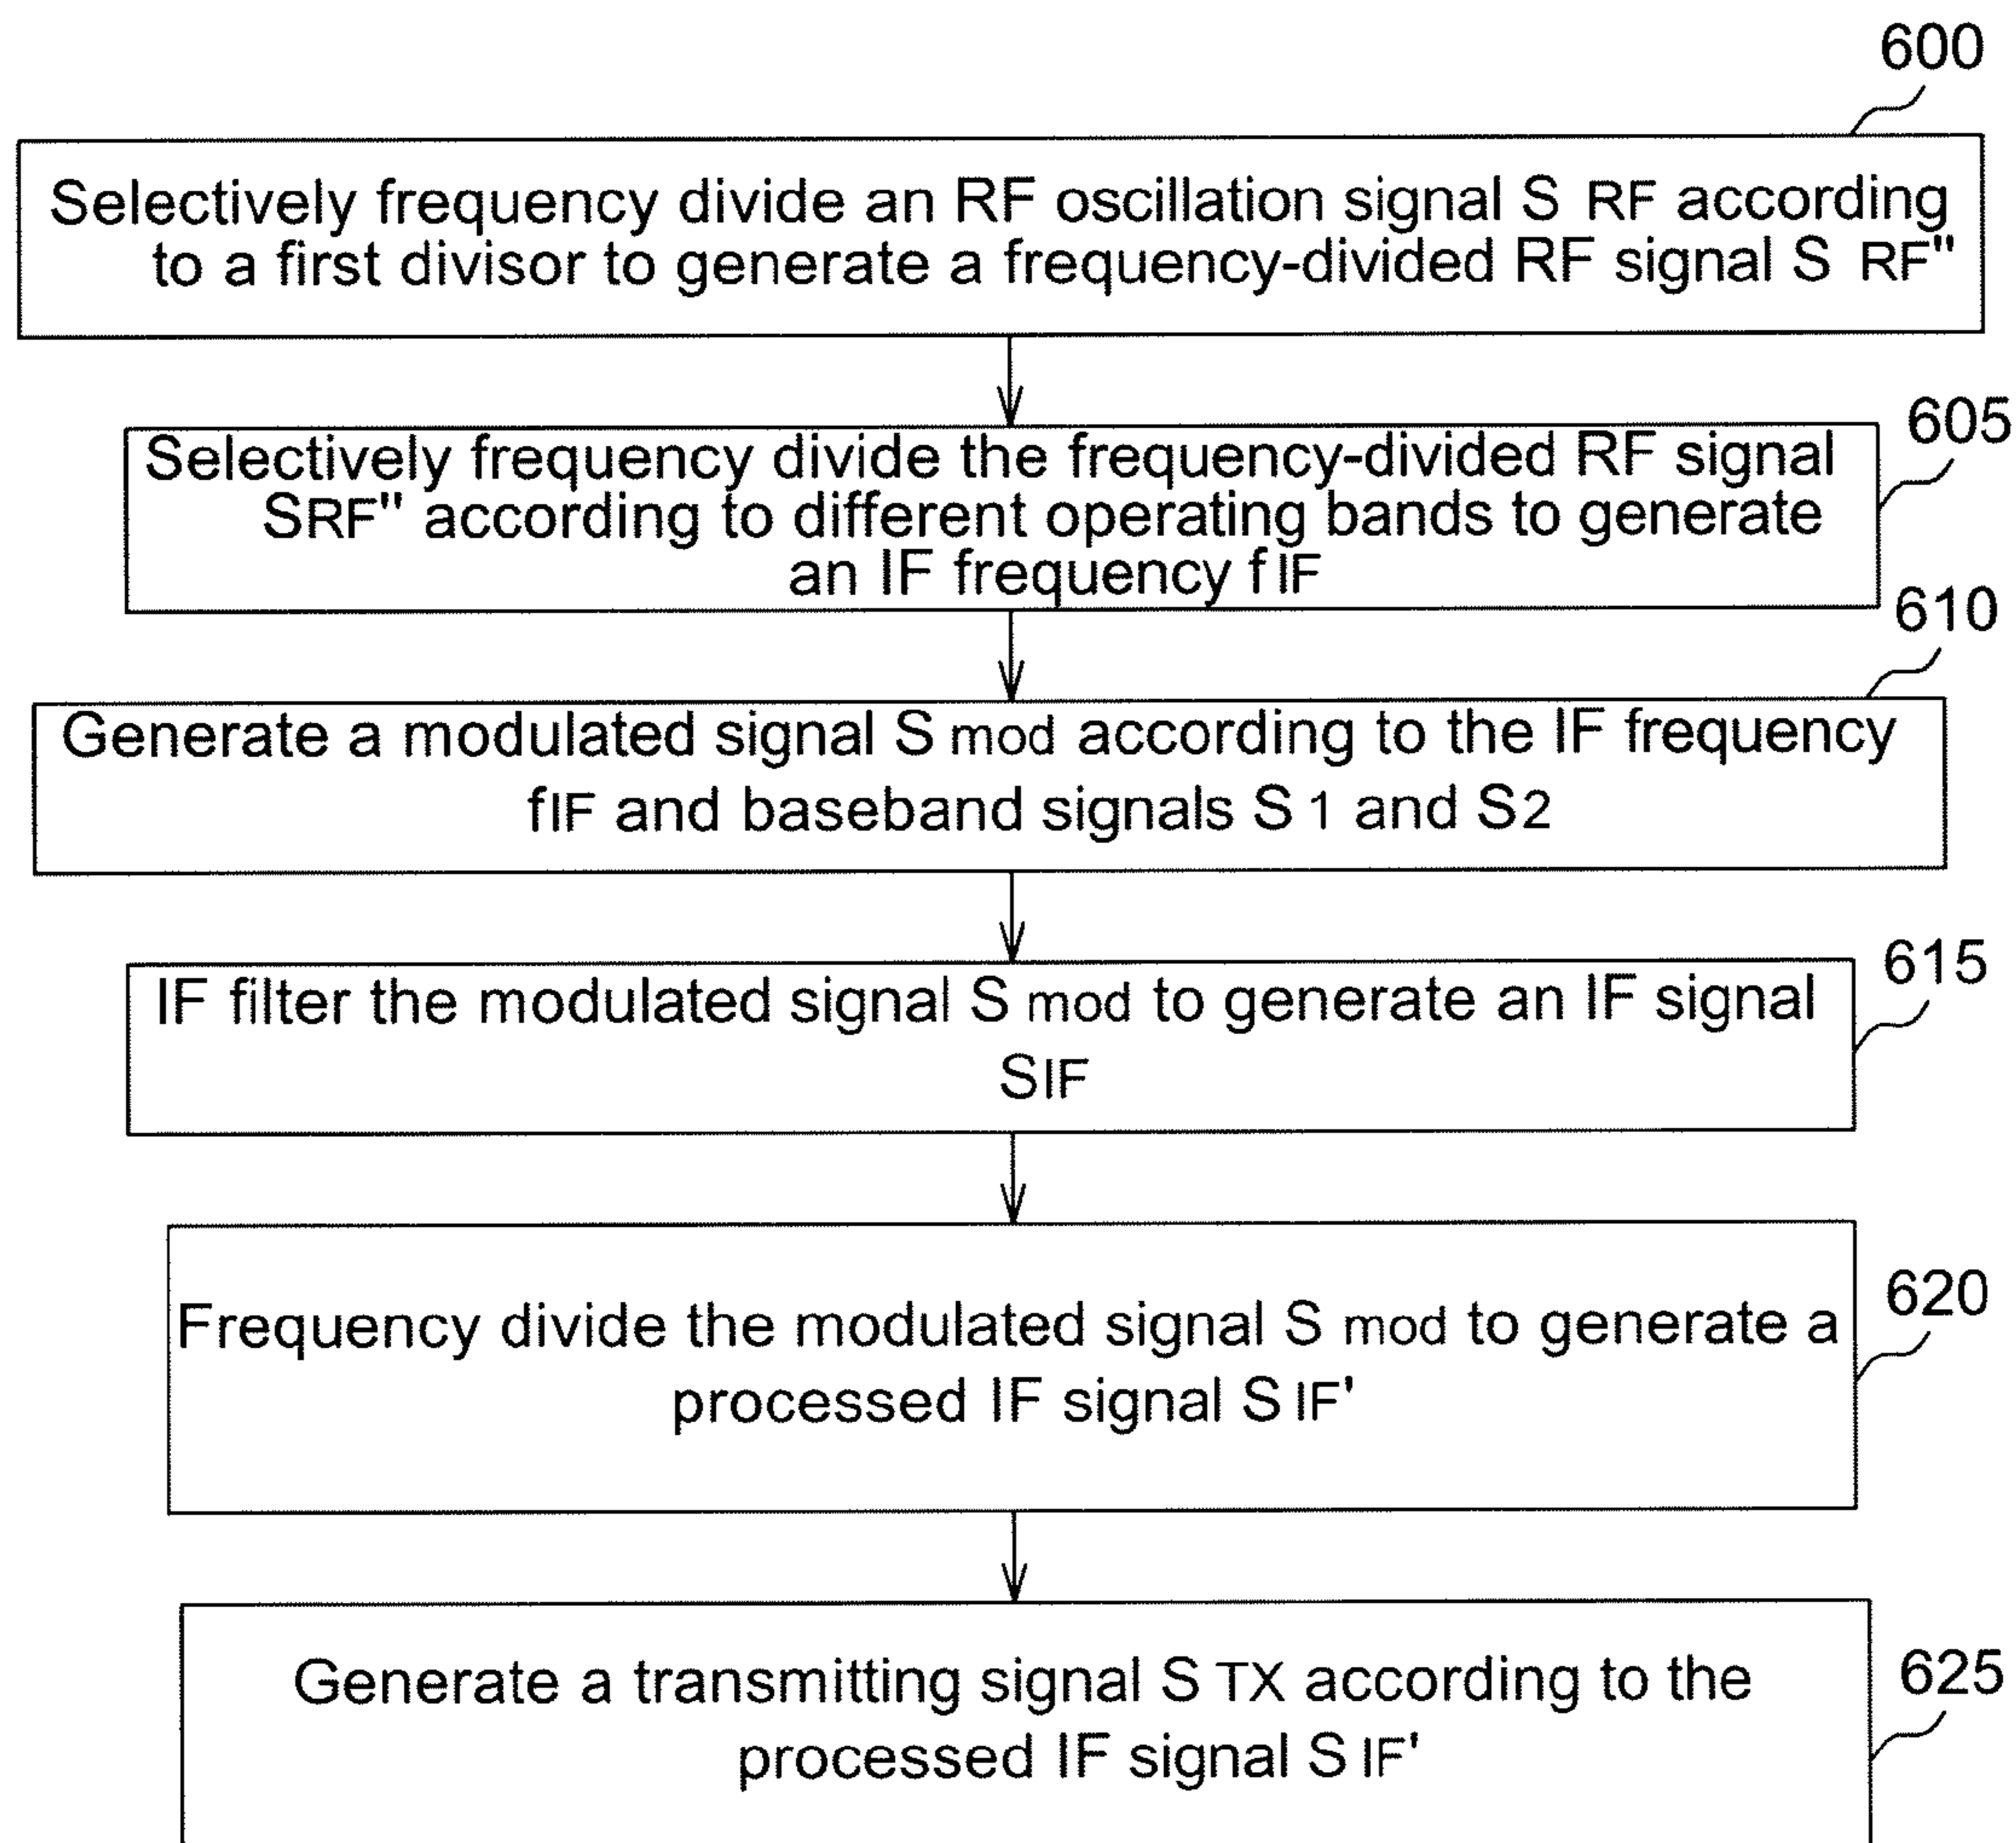 600
Selectively frequency divide an RF oscillation signal S RF according
to a first divisor to generate a frequency-divided RF signal S RF"
605
Selectively frequency divide the frequency-divided RF signal
SRF" according to different operating bands to generate
an IF frequency fIF
610
Generate a modulated signal S mod according to the IF frequency
fIF and baseband signals S 1 and S2
615
IF filter the modulated signal S mod to generate an IF signal
SIF
620
Frequency divide the modulated signal S mod to generate a
processed IF signal S IF'
625
Generate a transmitting signal S TX according to the
processed IF signal S IF'